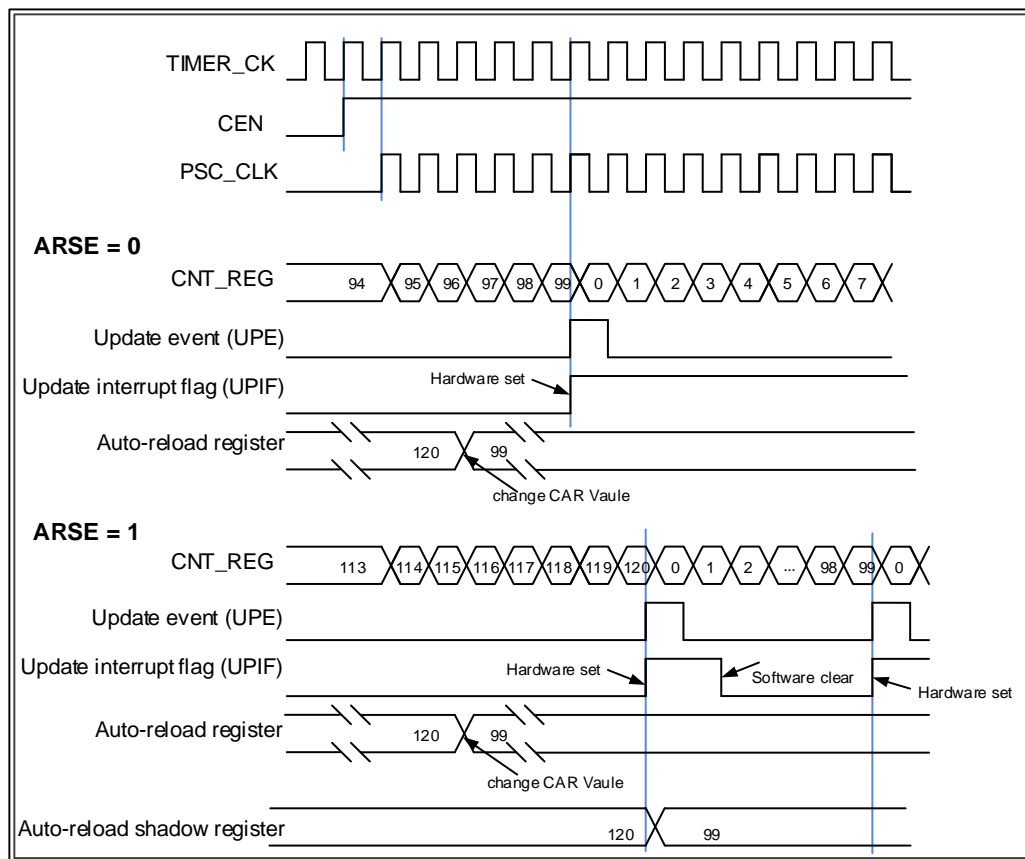 TIMER_CK
CEN
PSC_CLK
ARSE = 0
CNT_REG 94 95 96 97 98 99 0 1 2 3 4 5 6 7
Update event (UPE)
Update interrupt flag (UPIF) Hardware set
Auto-reload register 120 99
change CAR Vaule
ARSE = 1
CNT_REG 113 114 115 116 117 118 119 120 0 1 2 ... 98 99 0
Update event (UPE)
Update interrupt flag (UPIF) Hardware set Software clear Hardware set
Auto-reload register 120 99
change CAR Vaule
Auto-reload shadow register 120 99